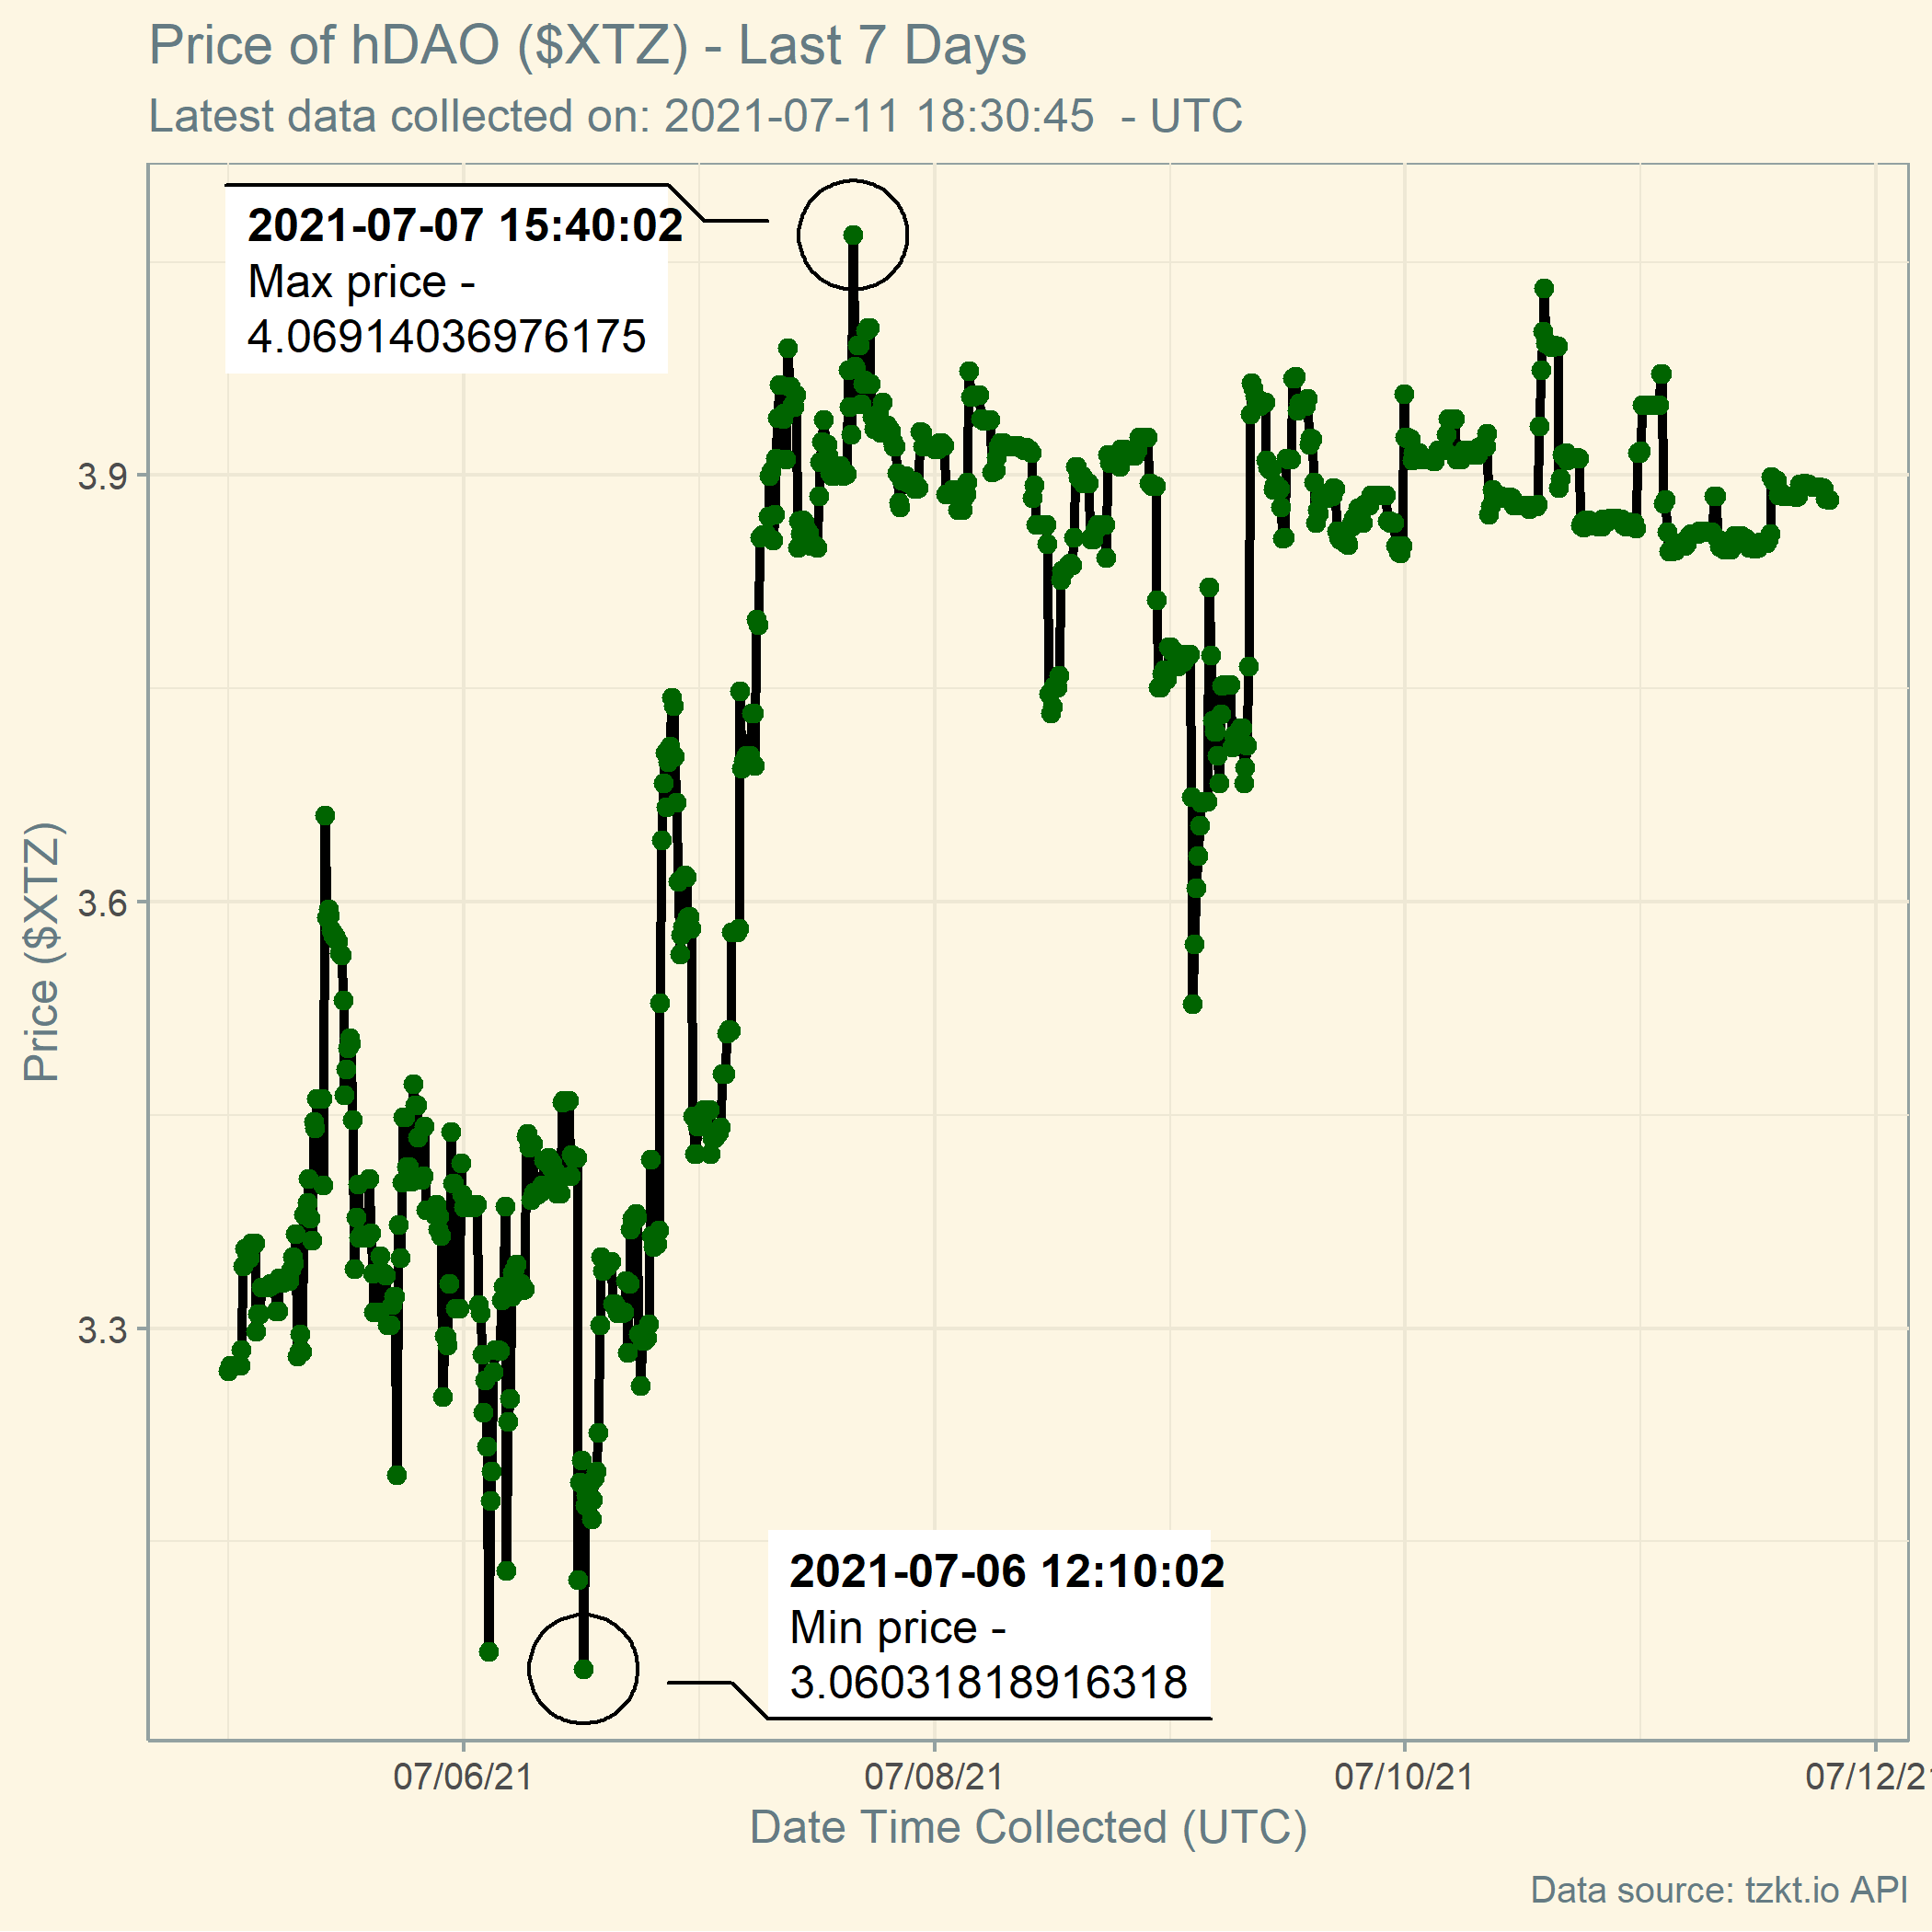 Price of hDAO ($XTZ) - Last 7 Days
Latest data collected on: 2021-07-11 18:30:45  - UTC
2021-07-07 15:40:02
Max price -
4.06914036976175
3.9
3.6
3.3
Price ($XTZ)
2021-07-06 12:10:02
Min price -
3.06031818916318
07/06/21
07/08/21
07/10/21
07/12/21
Date Time Collected (UTC)
Data source: tzkt.io API